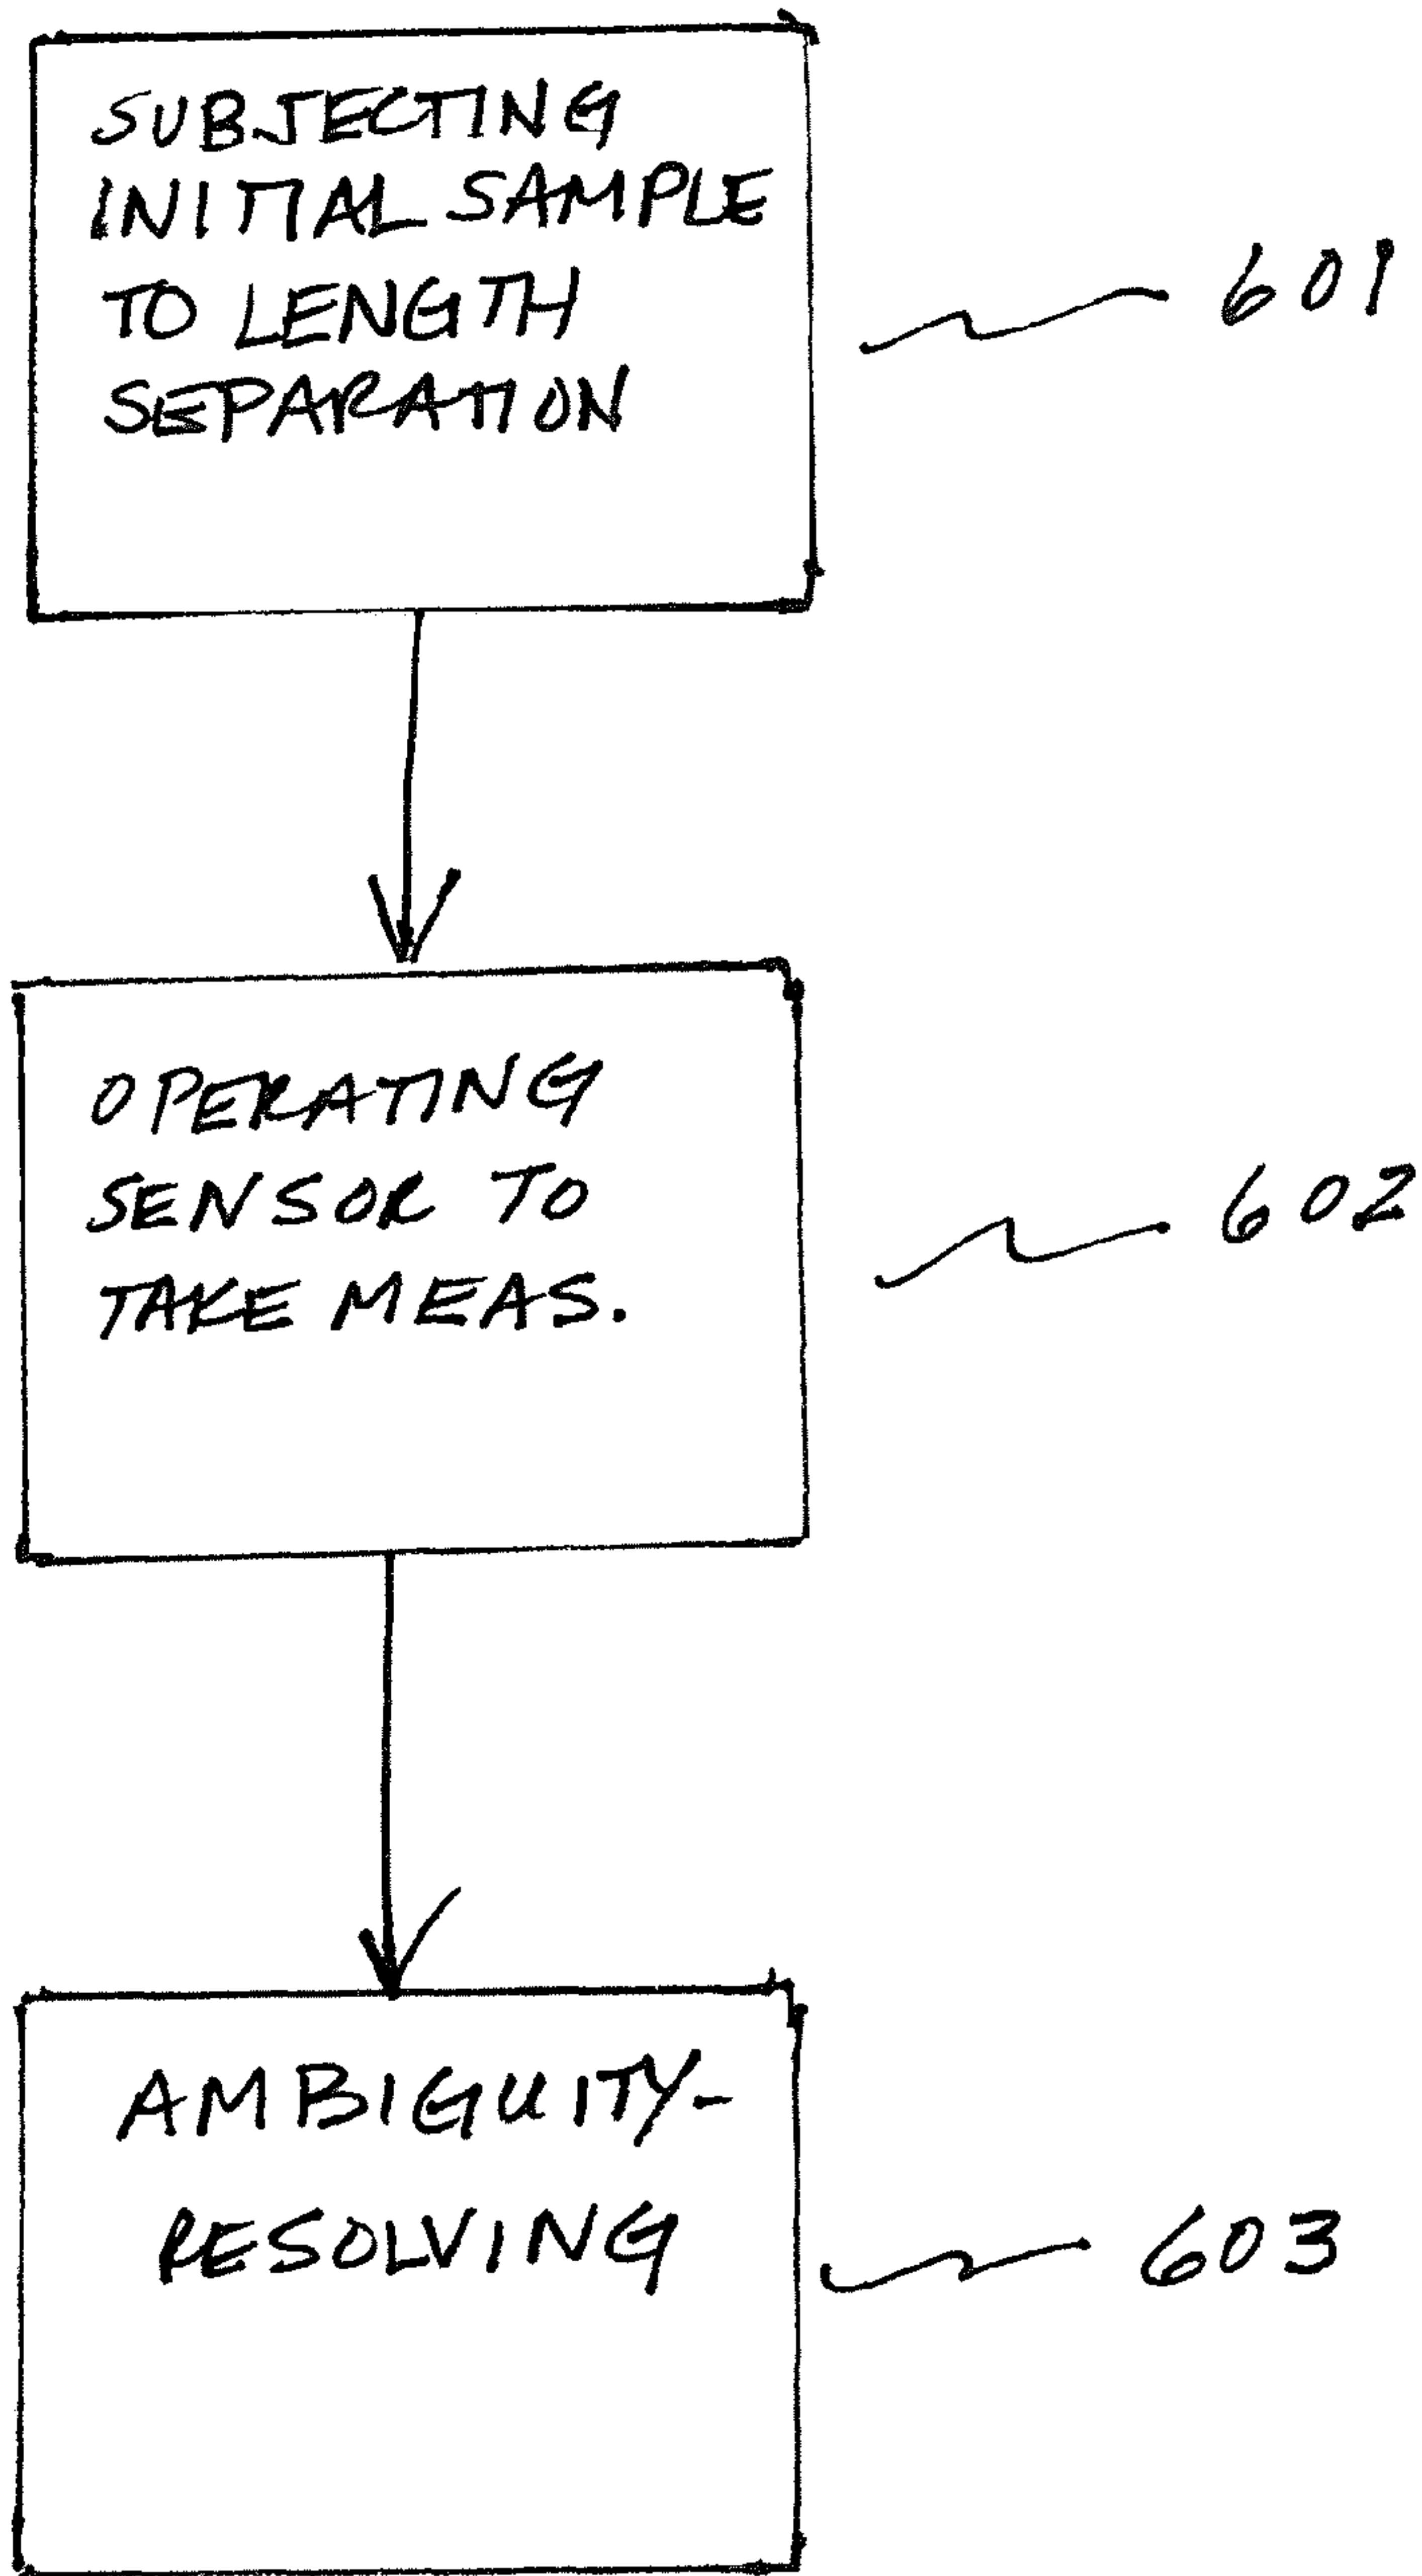 SUBJECTING
INITIAL SAMPLE
TO LENGTH
SEPARATION
601
OPERATING
SENSOR TO
TAKE MEAS.
602
AMBIGUITY-
RESOLVING
603